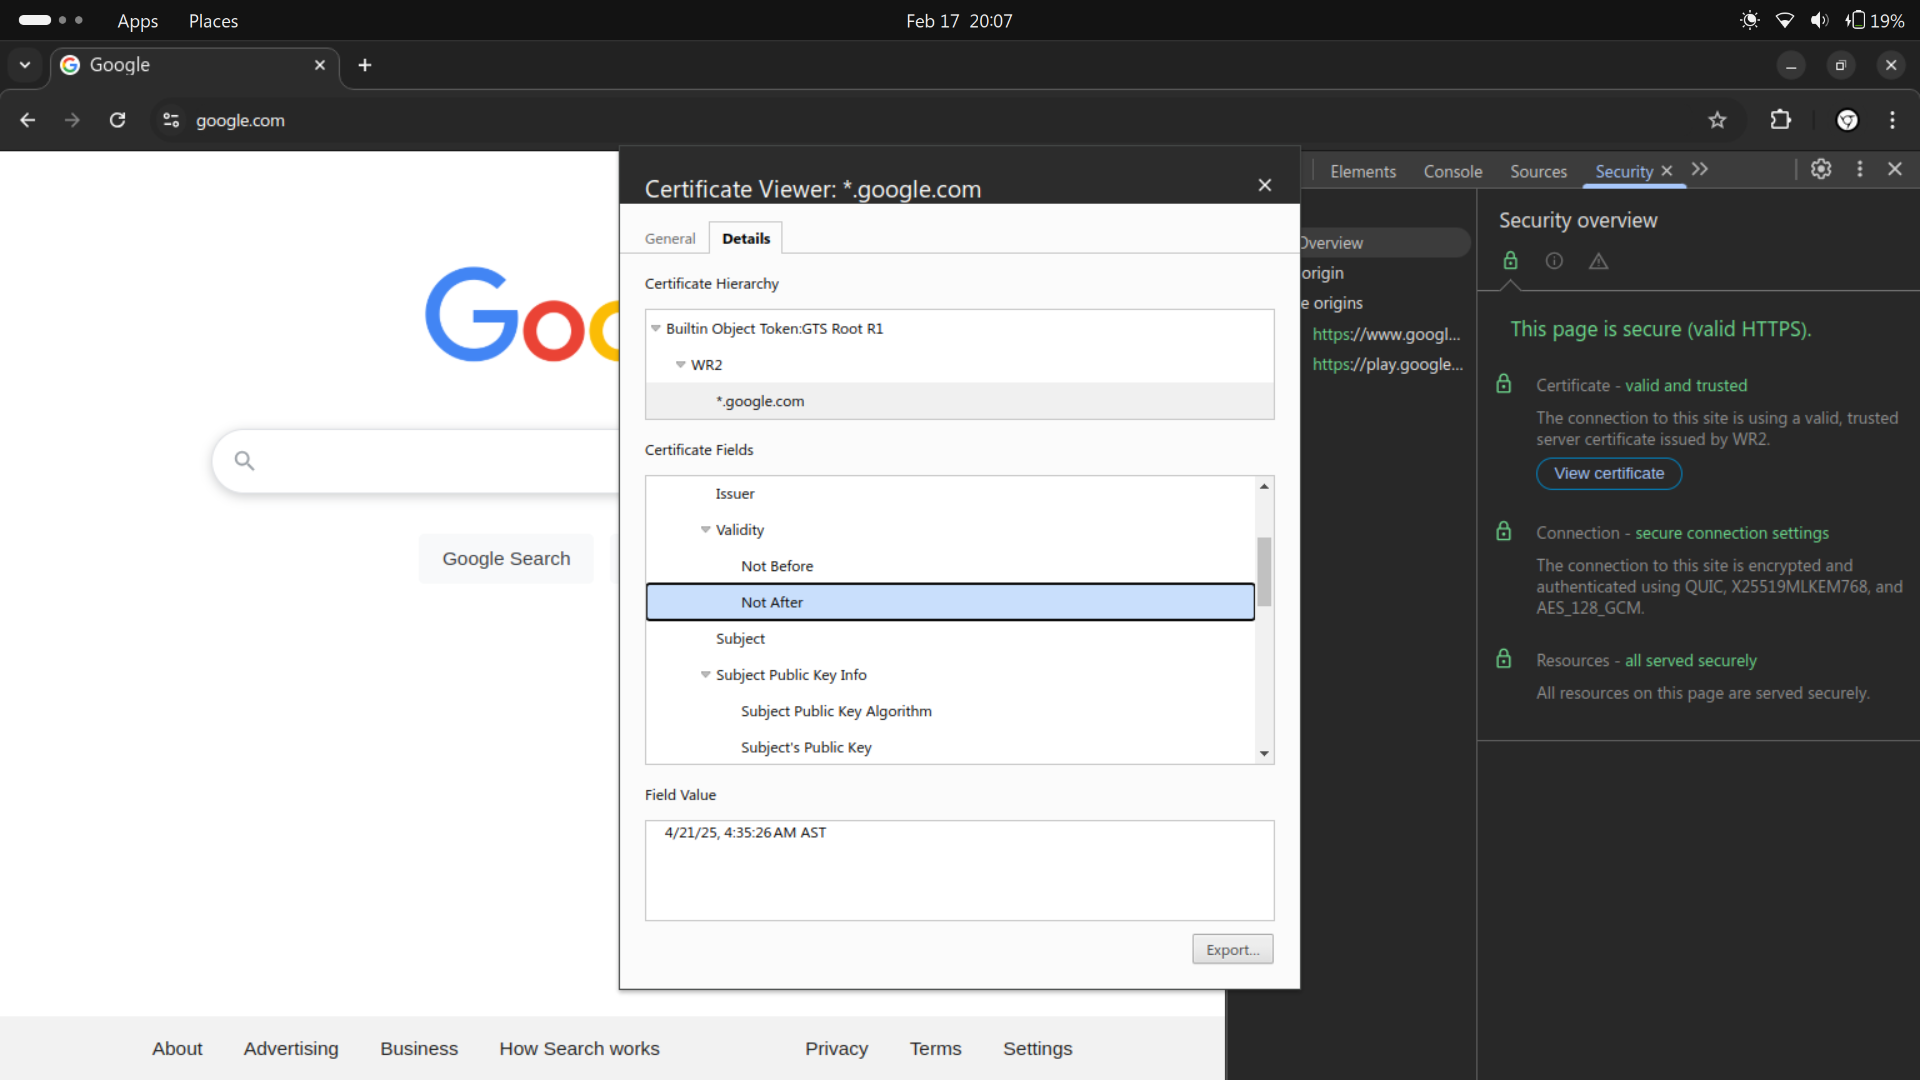 Apps Places Feb 17 20:07 19%
Google
google.com
Certificate Viewer: *.google.com
General Details
Certificate Hierarchy
Builtin Object Token:GTS Root R1
WR2
*.google.com
Certificate Fields
Issuer
Validity
Not Before
Not After
Subject
Subject Public Key Info
Subject Public Key Algorithm
Subject's Public Key
Field Value
4/21/25, 4:35:26 AM AST
Export...
Goo
Google Search
About Advertising Business How Search works Privacy Terms Settings
Elements Console Sources Security
Overview
origin
e origins
https://www.googl...
https://play.google...
Security overview
This page is secure (valid HTTPS).
Certificate - valid and trusted
The connection to this site is using a valid, trusted
server certificate issued by WR2.
View certificate
Connection - secure connection settings
The connection to this site is encrypted and
authenticated using QUIC, X25519MLKEM768, and
AES_128_GCM.
Resources - all served securely
All resources on this page are served securely.